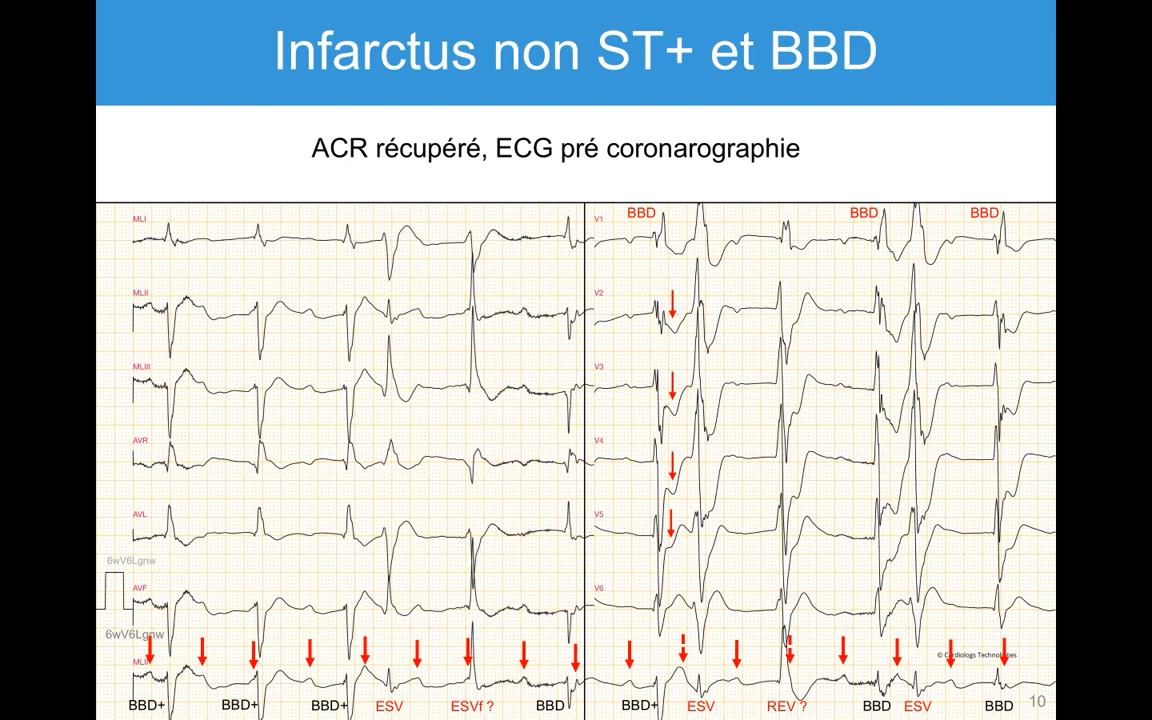 Infarctus non ST+ et BBD
ACR récupéré, ECG pré coronarographie
MLI
V1
BBD
BBD
BBD
MLII
V2
MLIII
V3
AVR
V4
AVL
V5
6wV6Lgnw
AVF
V6
6wV6Lgnw
© Cardiologs Technologies
BBD+
BBD+
BBD+
ESV
ESVf ?
BBD
BBD+
ESV
REV ?
BBD
ESV
BBD
10